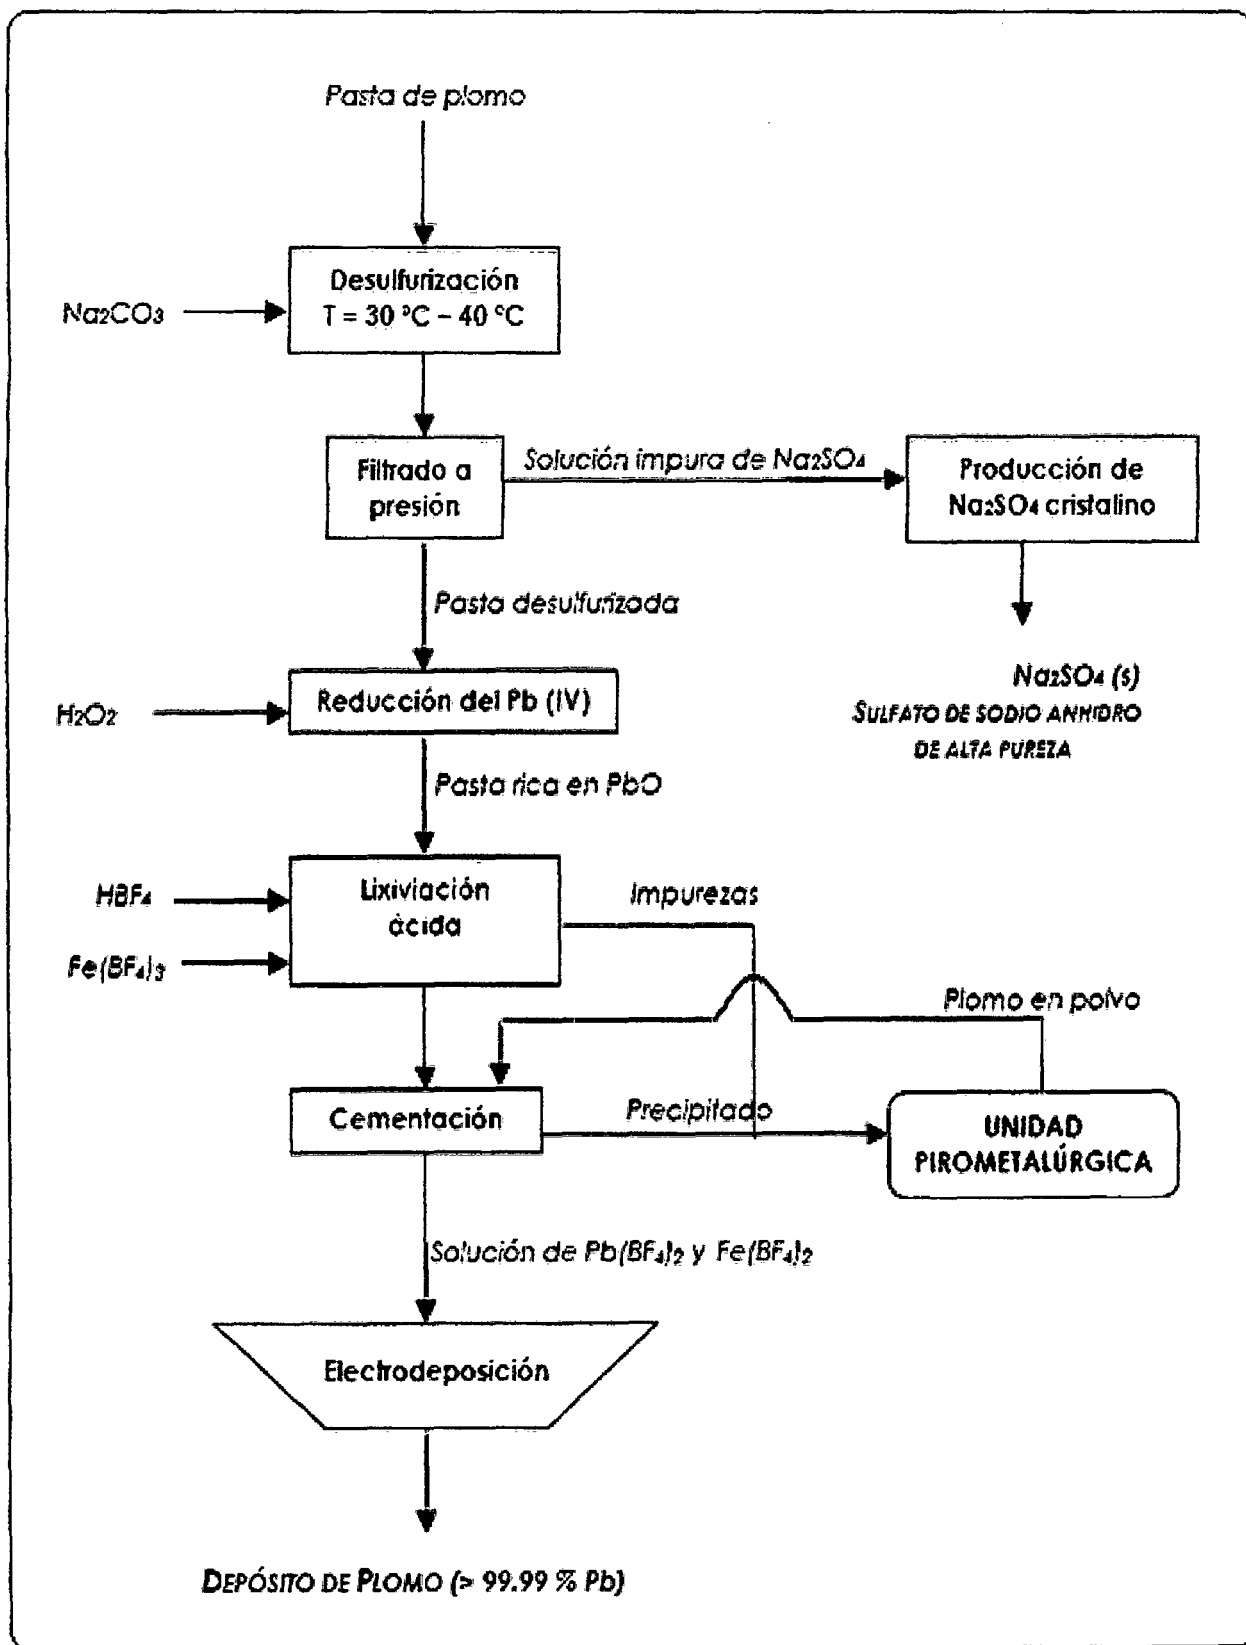 Pasta de plomo
Desulfurización
T = 30 °C – 40 °C
Na₂CO₃
Filtrado a
presión
Solución impura de Na₂SO₄
Producción de
Na₂SO₄ cristalino
Pasta desulfurizada
Na₂SO₄ (s)
SULFATO DE SODIO ANHIDRO
DE ALTA PUREZA
H₂O₂
Reducción del Pb (IV)
Pasta rica en PbO
HBF₄
Fe(BF₄)₃
Lixiviación
ácida
Impurezas
Plomo en polvo
Cementación
Precipitado
UNIDAD
PIROMETALÚRGICA
Solución de Pb(BF₄)₂ y Fe(BF₄)₂
Electrodeposición
DEPÓSITO DE PLOMO (> 99.99 % Pb)